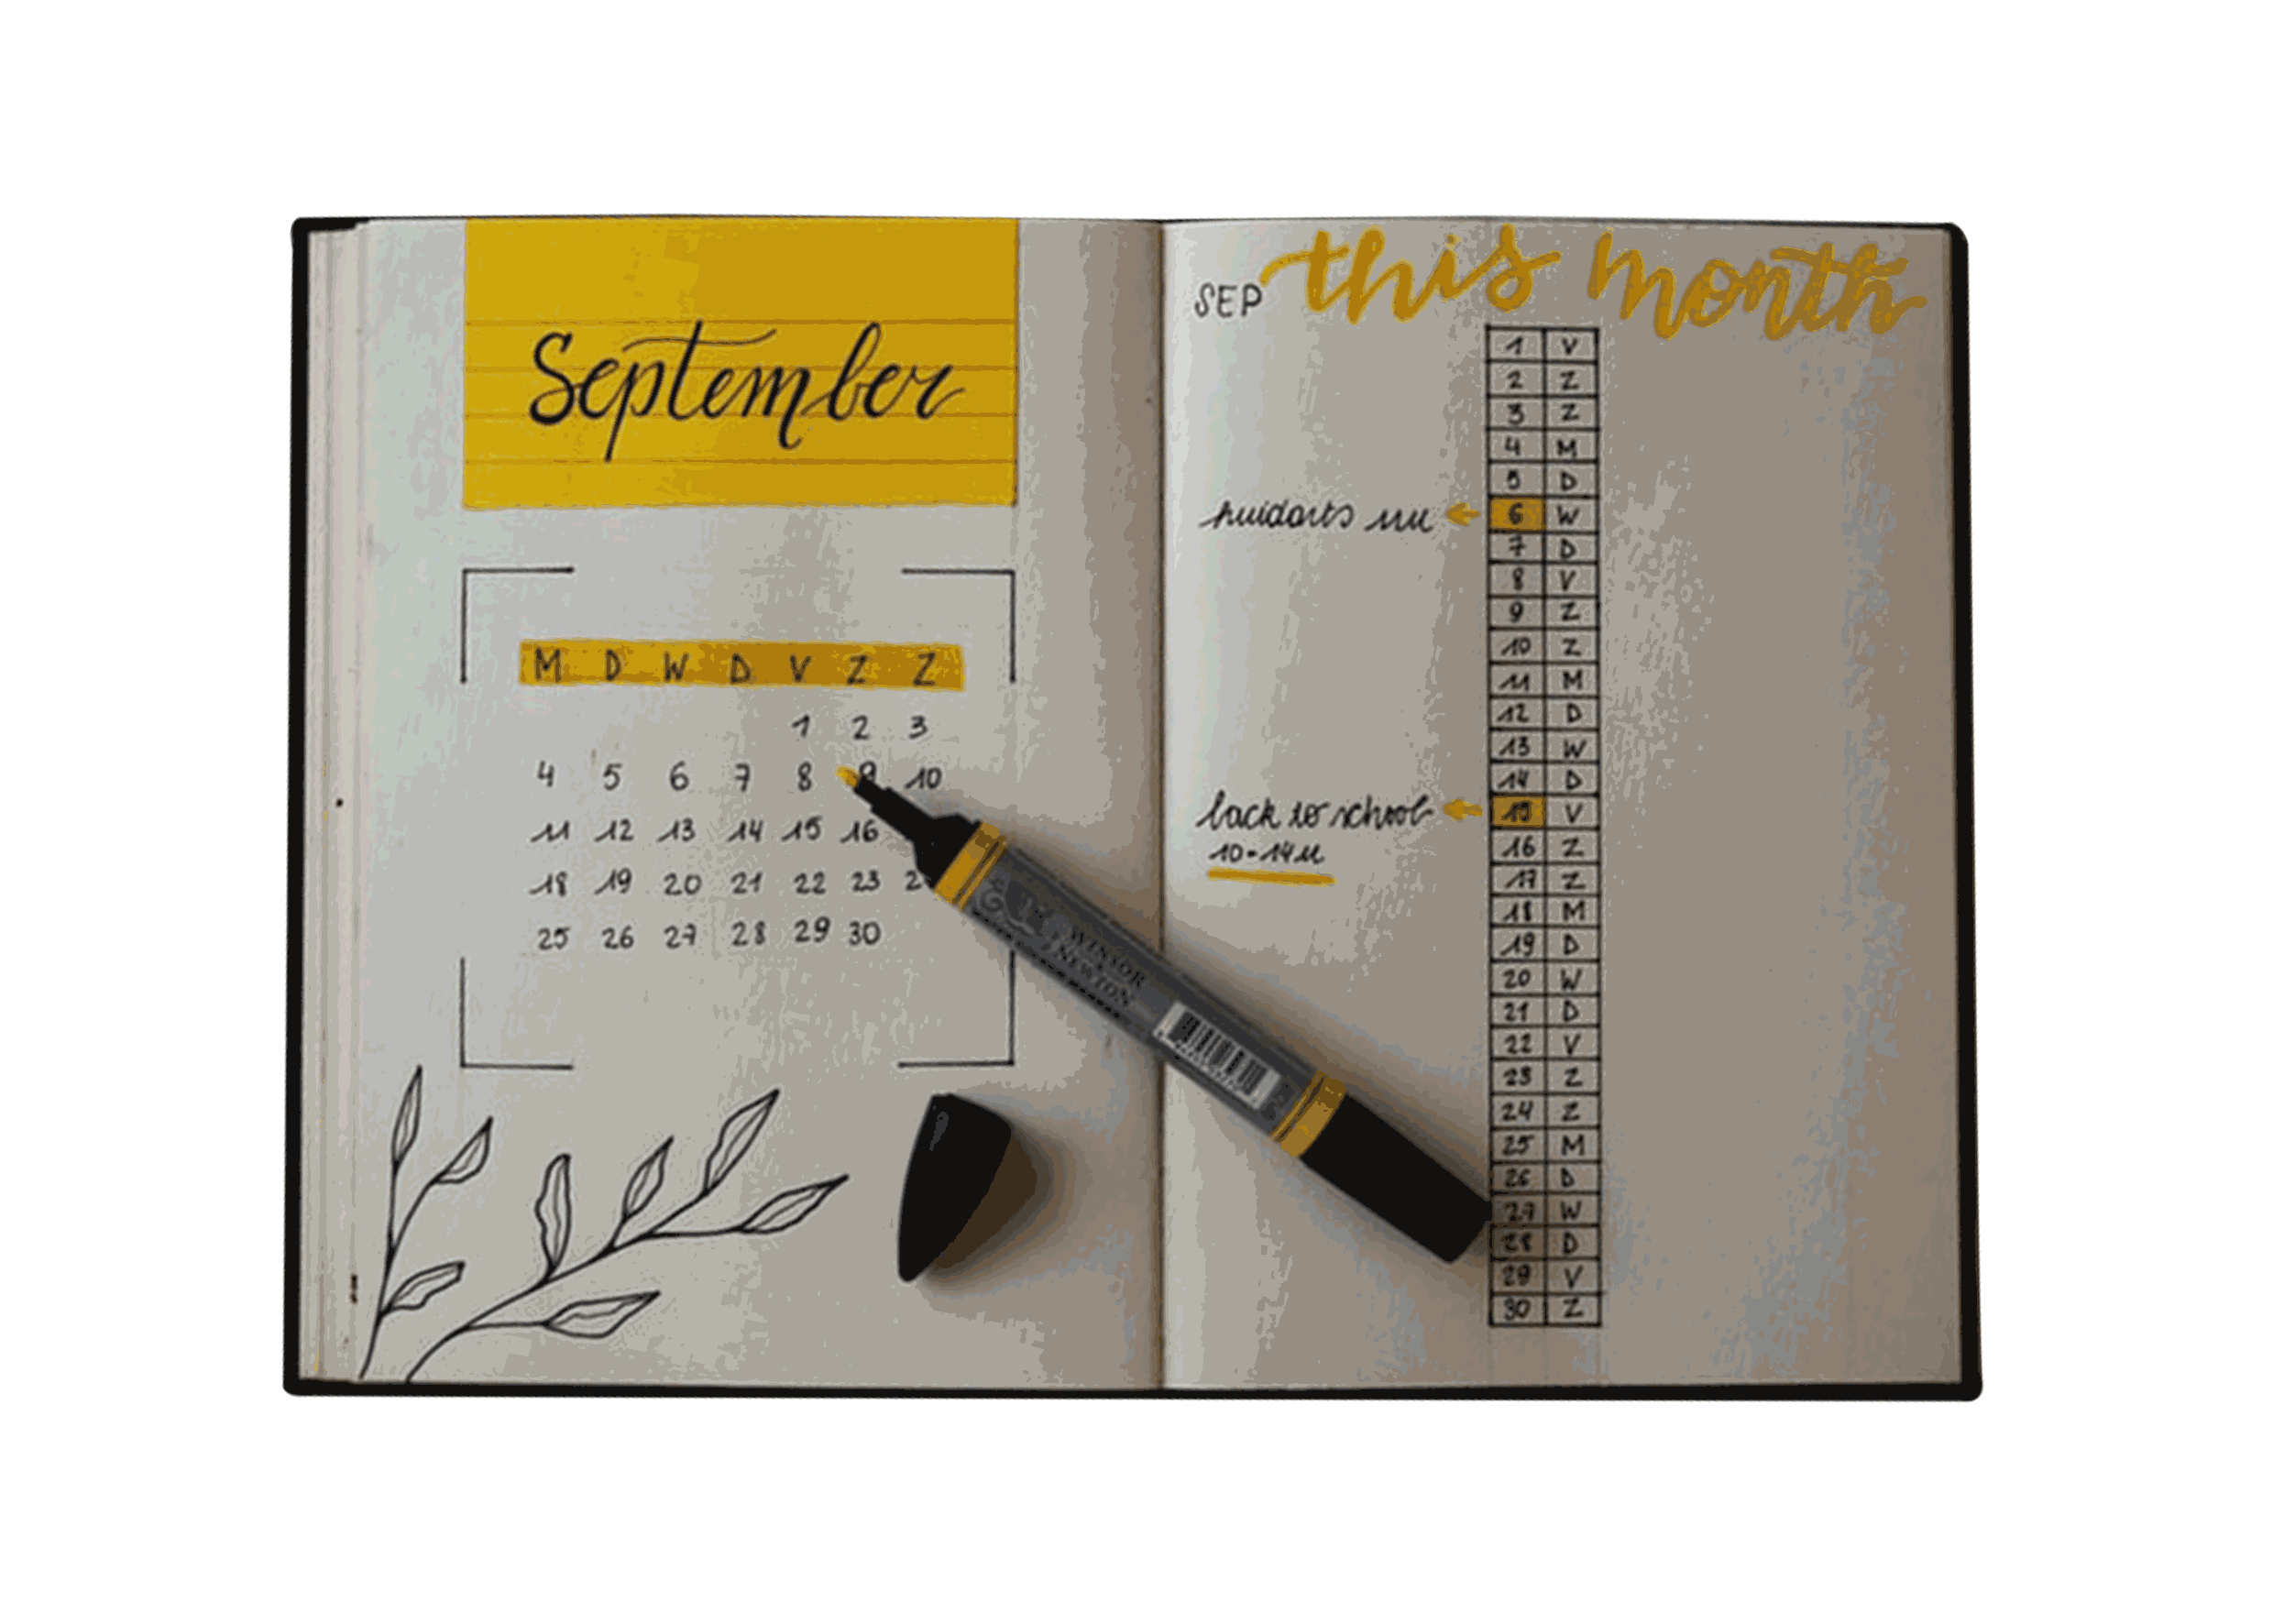 September
M D W D V Z Z
1 2 3
4 5 6 7 8 9 10
11 12 13 14 15 16
18 19 20 21 22 23
25 26 27 28 29 30
WINSOR
NEWTON
SEP this month
1 V
2 Z
3 Z
4 M
5 D
huidarts ← 6 W
7 D
8 V
9 Z
10 Z
11 M
12 D
13 W
14 D
back to school ← 15 V
10-14u
16 Z
17 Z
18 M
19 D
20 W
21 D
22 V
23 Z
24 Z
25 M
26 D
27 W
28 D
29 V
30 Z